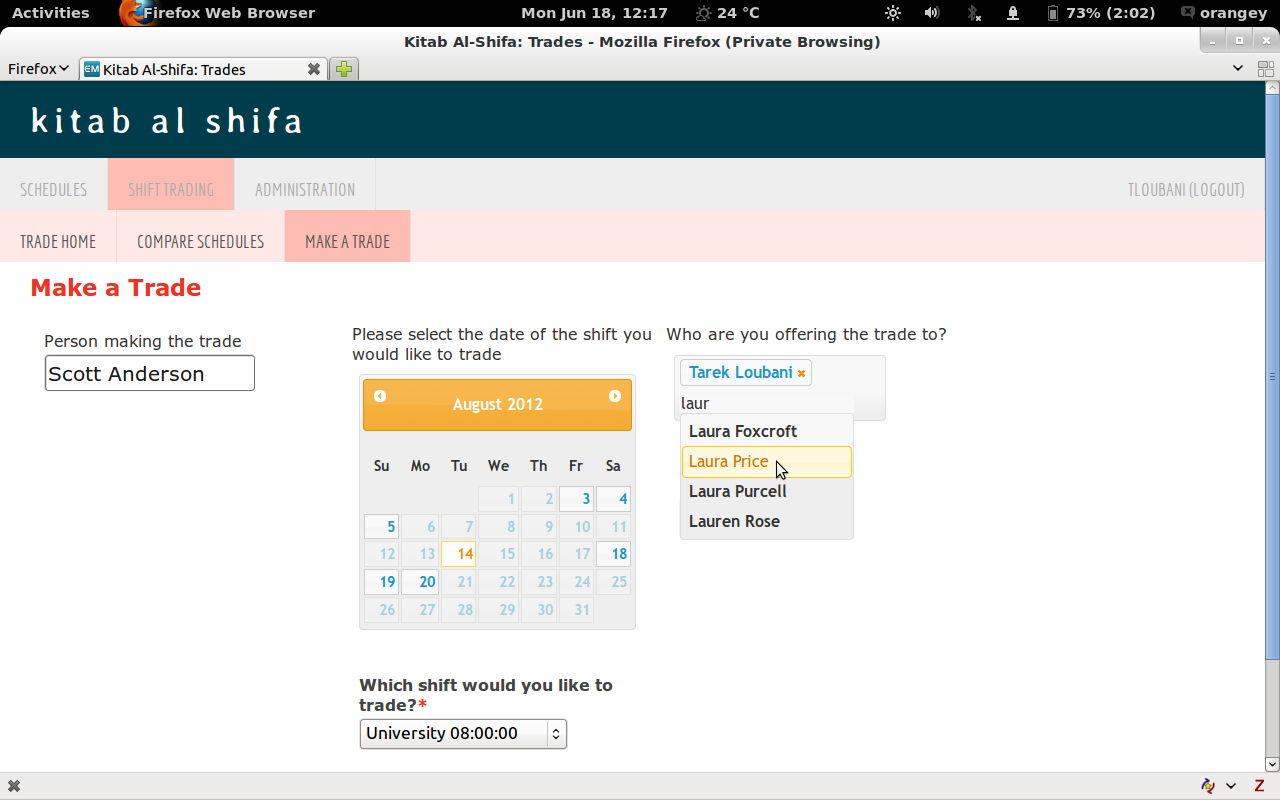 Activities Firefox Web Browser Mon Jun 18, 12:17 24 °C 73% (2:02) orangey
Kitab Al-Shifa: Trades - Mozilla Firefox (Private Browsing)
Firefox EM Kitab Al-Shifa: Trades
kitab al shifa
SCHEDULES SHIFT TRADING ADMINISTRATION TLOUBANI (LOGOUT)
TRADE HOME COMPARE SCHEDULES MAKE A TRADE
Make a Trade
Person making the trade
Scott Anderson
Please select the date of the shift you
would like to trade
August 2012
Su Mo Tu We Th Fr Sa
1 2 3 4
5 6 7 8 9 10 11
12 13 14 15 16 17 18
19 20 21 22 23 24 25
26 27 28 29 30 31
Which shift would you like to
trade?*
University 08:00:00
Who are you offering the trade to?
Tarek Loubani ×
laur
Laura Foxcroft
Laura Price
Laura Purcell
Lauren Rose
Z